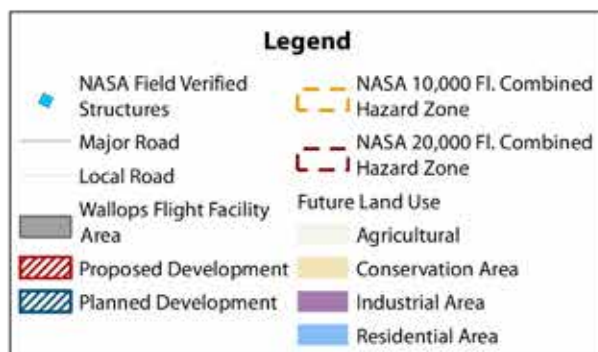 Legend
NASA Field Verified
Structures
Major Road
Local Road
Wallops Flight Facility
Area
Proposed Development
Planned Development
NASA 10,000 Fl. Combined
Hazard Zone
NASA 20,000 Fl. Combined
Hazard Zone
Future Land Use
Agricultural
Conservation Area
Industrial Area
Residential Area